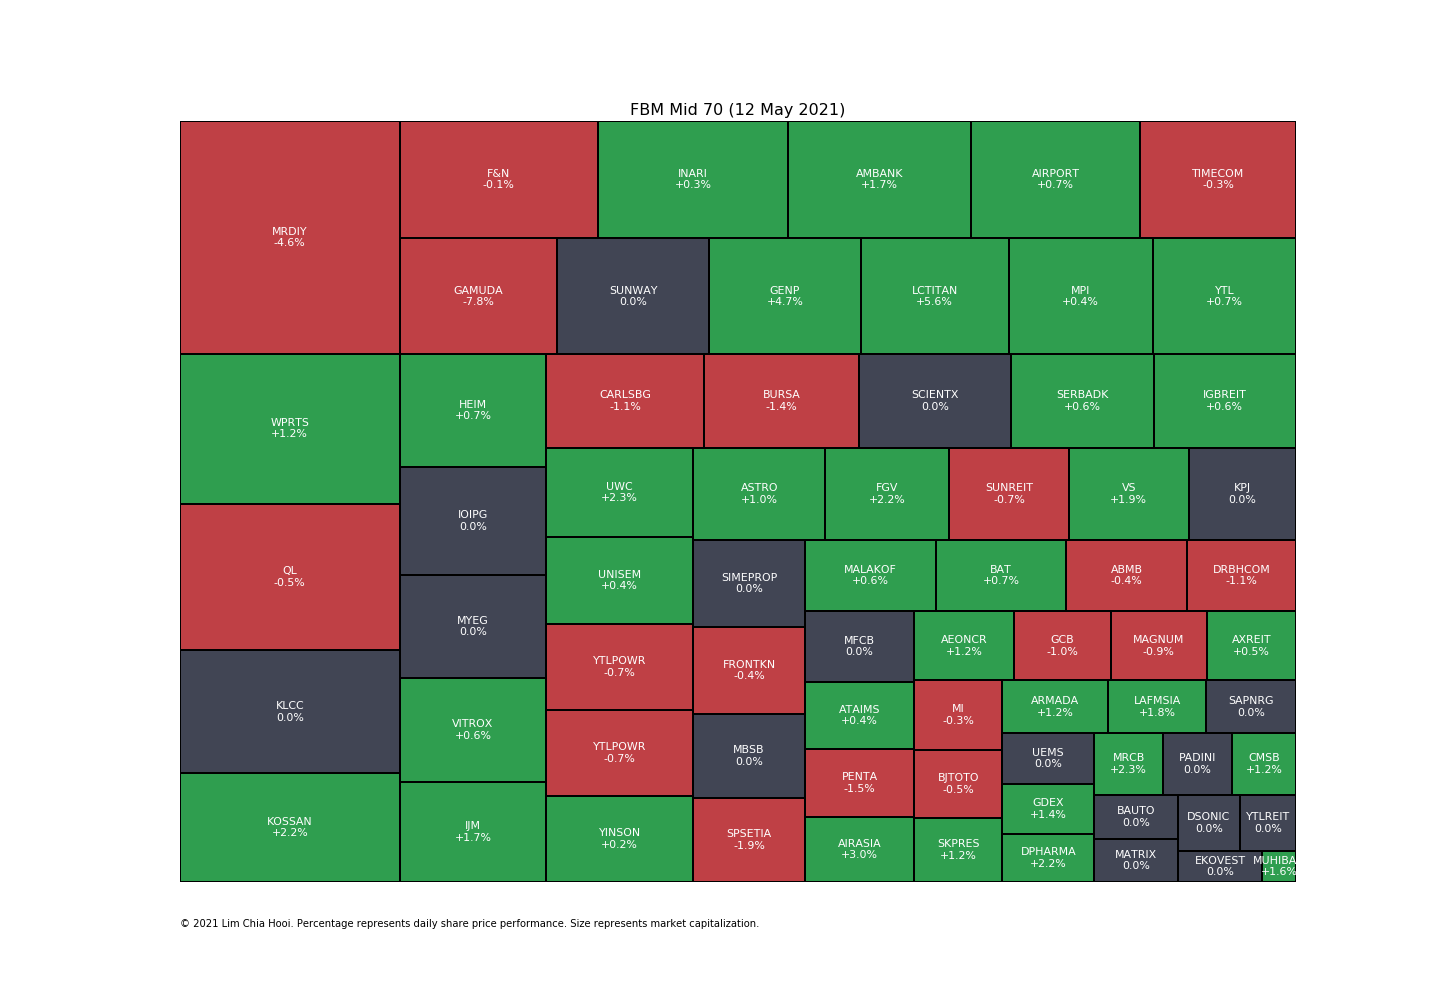 FBM Mid 70 (12 May 2021)
MRDIY
-4.6%
F&N
-0.1%
INARI
+0.3%
AMBANK
+1.7%
AIRPORT
+0.7%
TIMECOM
-0.3%
GAMUDA
-7.8%
SUNWAY
0.0%
GENP
+4.7%
LCTITAN
+5.6%
MPI
+0.4%
YTL
+0.7%
WPRTS
+1.2%
QL
-0.5%
KLCC
0.0%
KOSSAN
+2.2%
HEIM
+0.7%
IOIPG
0.0%
MYEG
0.0%
VITROX
+0.6%
IJM
+1.7%
CARLSBG
-1.1%
BURSA
-1.4%
SCIENTX
0.0%
SERBADK
+0.6%
IGBREIT
+0.6%
UWC
+2.3%
UNISEM
+0.4%
YTLPOWR
-0.7%
YTLPOWR
-0.7%
YINSON
+0.2%
ASTRO
+1.0%
FGV
+2.2%
SUNREIT
-0.7%
VS
+1.9%
KPJ
0.0%
SIMEPROP
0.0%
FRONTKN
-0.4%
MBSB
0.0%
SPSETIA
-1.9%
MALAKOF
+0.6%
BAT
+0.7%
ABMB
-0.4%
DRBHCOM
-1.1%
MFCB
0.0%
ATAIMS
+0.4%
PENTA
-1.5%
AIRASIA
+3.0%
AEONCR
+1.2%
GCB
-1.0%
MAGNUM
-0.9%
AXREIT
+0.5%
MI
-0.3%
BJTOTO
-0.5%
SKPRES
+1.2%
ARMADA
+1.2%
LAFMSIA
+1.8%
SAPNRG
0.0%
UEMS
0.0%
GDEX
+1.4%
DPHARMA
+2.2%
MRCB
+2.3%
PADINI
0.0%
CMSB
+1.2%
BAUTO
0.0%
MATRIX
0.0%
DSONIC
0.0%
YTLREIT
0.0%
EKOVEST
0.0%
MUHIBA
+1.6%
© 2021 Lim Chia Hooi. Percentage represents daily share price performance. Size represents market capitalization.